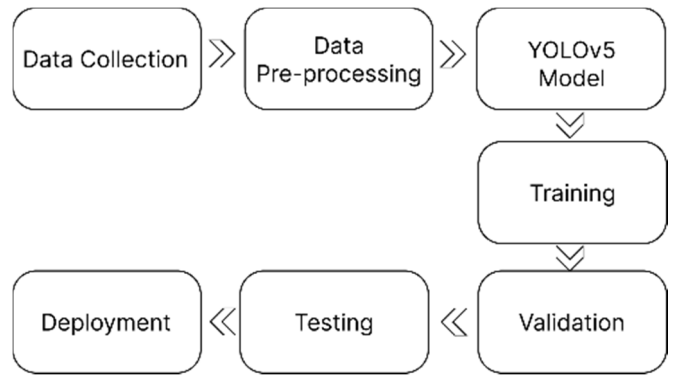 Data Collection
Data
Pre-processing
YOLOv5
Model
Training
Validation
Testing
Deployment